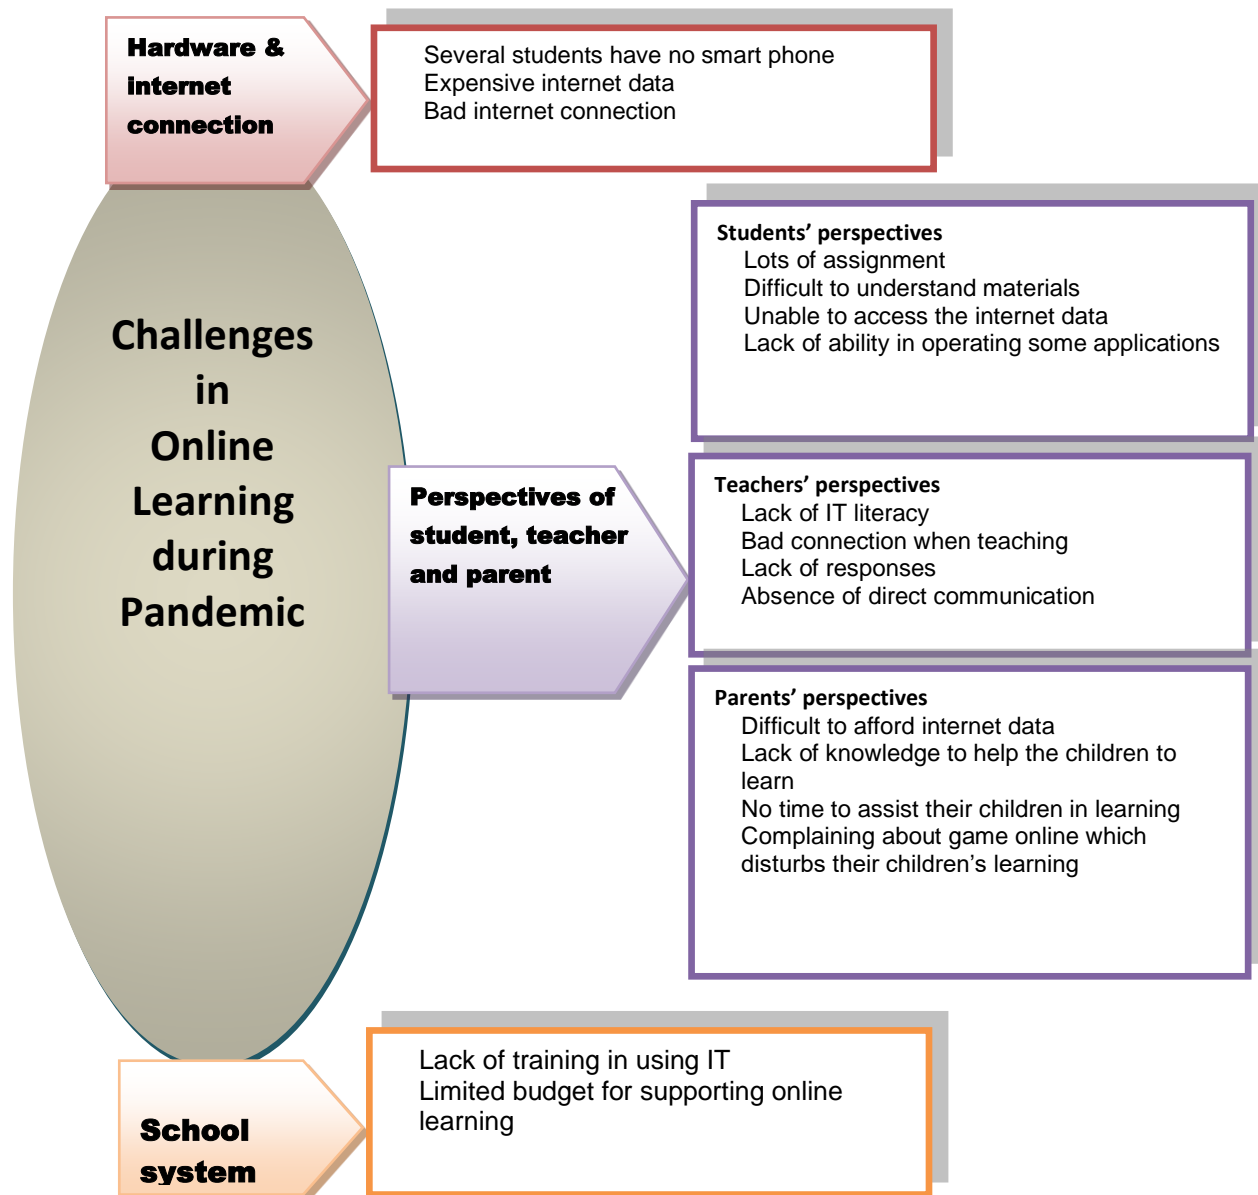 Hardware &
internet
connection
Several students have no smart phone
Expensive internet data
Bad internet connection
Challenges
in
Online
Learning
during
Pandemic
Perspectives of
student, teacher
and parent
Students’ perspectives
Lots of assignment
Difficult to understand materials
Unable to access the internet data
Lack of ability in operating some applications
Teachers’ perspectives
Lack of IT literacy
Bad connection when teaching
Lack of responses
Absence of direct communication
Parents’ perspectives
Difficult to afford internet data
Lack of knowledge to help the children to
learn
No time to assist their children in learning
Complaining about game online which
disturbs their children’s learning
School
system
Lack of training in using IT
Limited budget for supporting online
learning